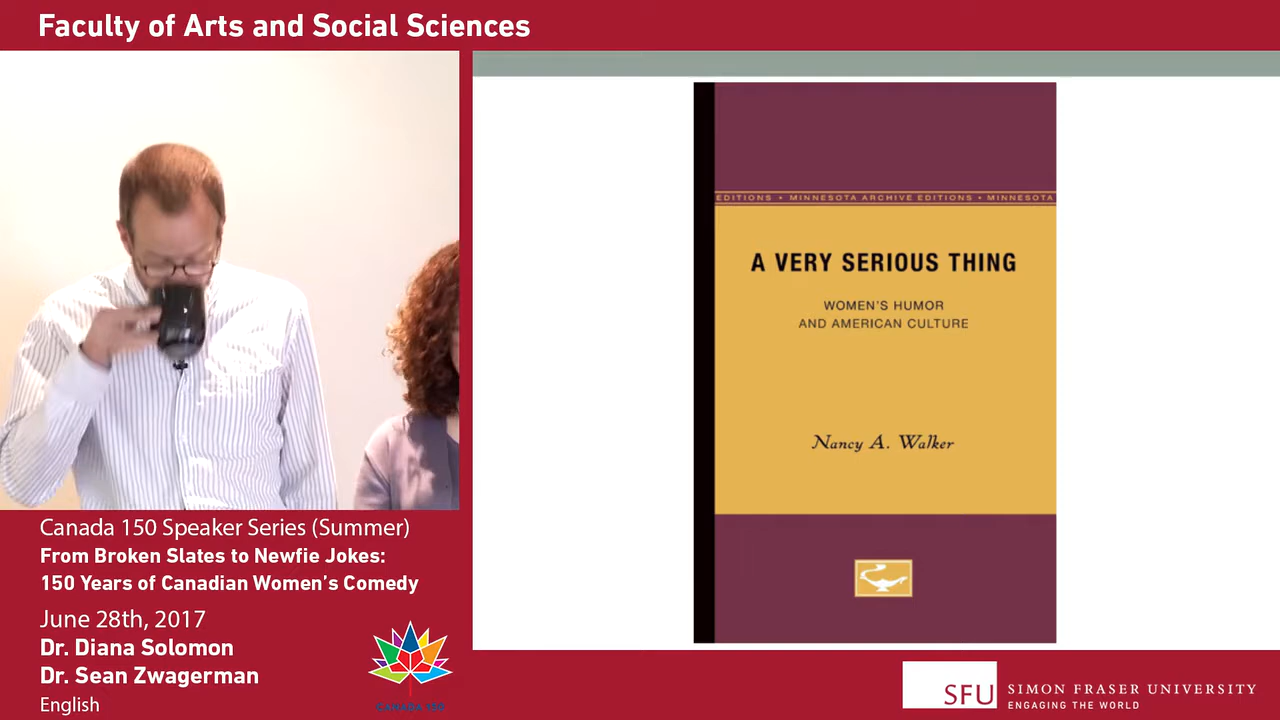 Faculty of Arts and Social Sciences
EDITIONS • MINNESOTA ARCHIVE EDITIONS • MINNESOTA
A VERY SERIOUS THING
WOMEN'S HUMOR
AND AMERICAN CULTURE
Nancy A. Walker
Canada 150 Speaker Series (Summer)
From Broken Slates to Newfie Jokes:
150 Years of Canadian Women's Comedy
June 28th, 2017
Dr. Diana Solomon
Dr. Sean Zwagerman
English
CANADA 150
SFU
SIMON FRASER UNIVERSITY
ENGAGING THE WORLD